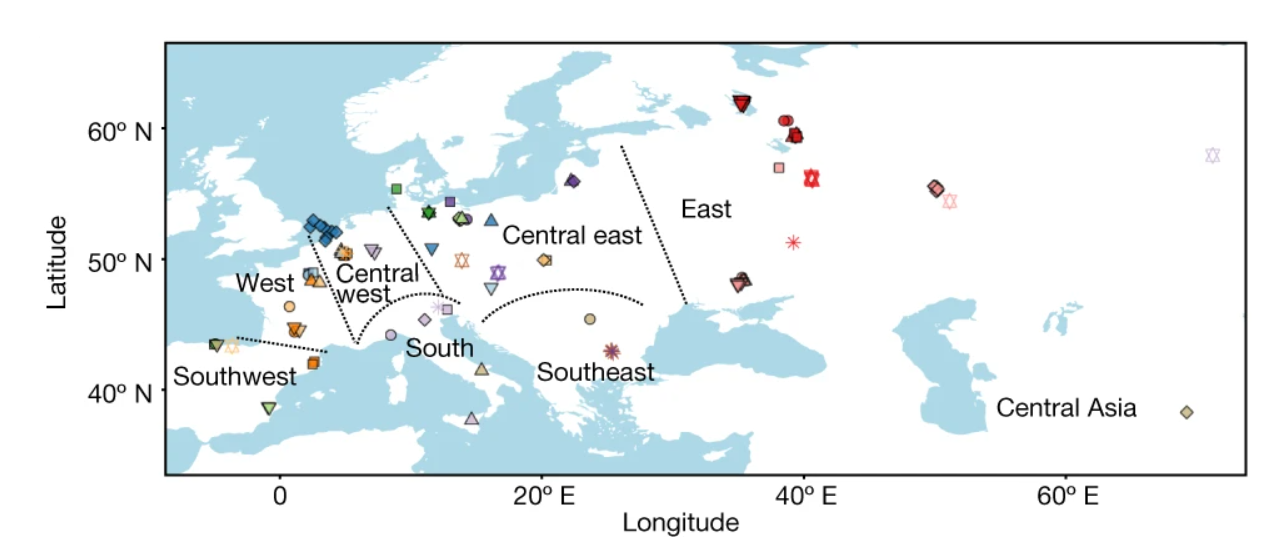 Latitude
60º N
50º N
40º N
West
Central
west
Central east
East
Southwest
South
Southeast
Central Asia
0
20º E
40º E
60º E
Longitude